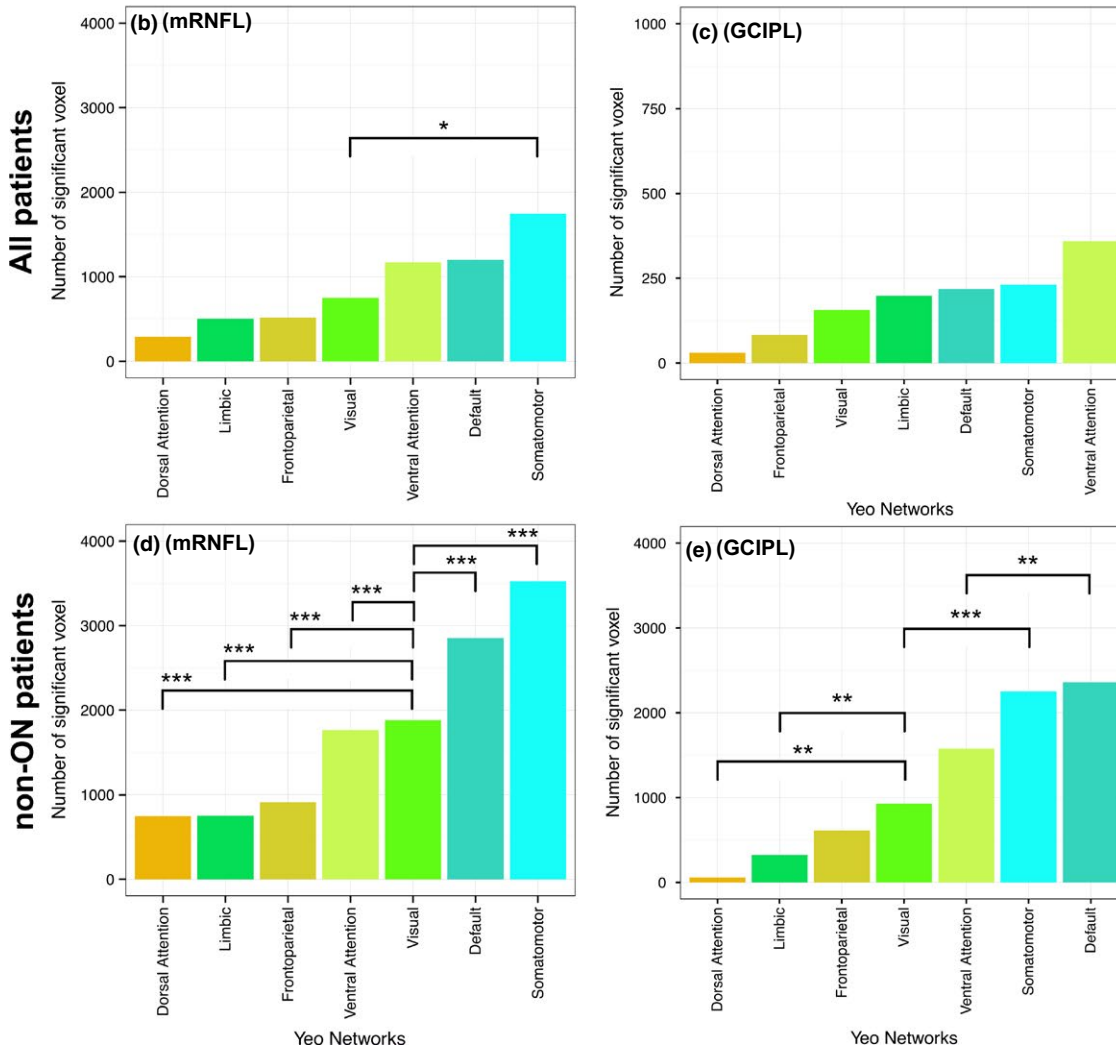 All patients
(b) (mRNFL)
Number of significant voxel
4000
3000
2000
1000
0
*
Dorsal Attention
Limbic
Frontoparietal
Visual
Ventral Attention
Default
Somatomotor
(c) (GCIPL)
Number of significant voxel
1000
750
500
250
0
Dorsal Attention
Frontoparietal
Visual
Limbic
Default
Somatomotor
Ventral Attention
Yeo Networks
non-ON patients
(d) (mRNFL)
Number of significant voxel
4000
3000
2000
1000
0
***
***
***
***
***
***
Dorsal Attention
Limbic
Frontoparietal
Ventral Attention
Visual
Default
Somatomotor
Yeo Networks
(e) (GCIPL)
Number of significant voxel
4000
3000
2000
1000
0
**
***
**
**
Dorsal Attention
Limbic
Frontoparietal
Visual
Ventral Attention
Somatomotor
Default
Yeo Networks